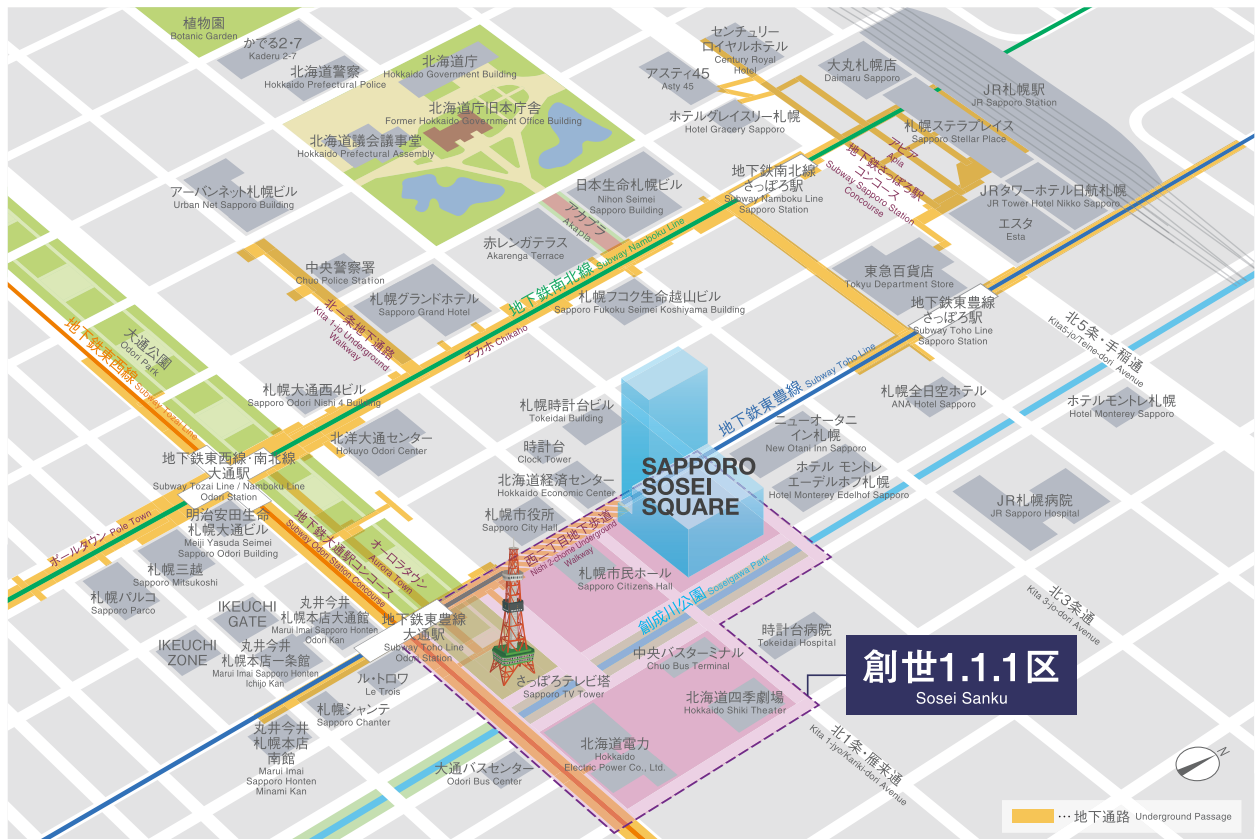 植物園
Botanic Garden
かでる2・7
Kaderu 2-7
北海道警察
Hokkaido Prefectural Police
北海道庁
Hokkaido Government Building
北海道庁旧本庁舎
Former Hokkaido Government Office Building
北海道議会議事堂
Hokkaido Prefectural Assembly
センチュリー
ロイヤルホテル
Century Royal
Hotel
アスティ45
Asty 45
大丸札幌店
Daimaru Sapporo
JR札幌駅
JR Sapporo Station
ホテルグレイスリー札幌
Hotel Gracery Sapporo
札幌ステラプレイス
Sapporo Stellar Place
アピア
Apia
地下鉄さっぽろ駅
コンコース
Subway Sapporo Station
Concourse
地下鉄南北線
さっぽろ駅
Subway Namboku Line
Sapporo Station
JRタワーホテル日航札幌
JR Tower Hotel Nikko Sapporo
エスタ
Esta
アーバンネット札幌ビル
Urban Net Sapporo Building
日本生命札幌ビル
Nihon Seimei
Sapporo Building
アカプラ
Akapla
赤レンガテラス
Akarenga Terrace
地下鉄南北線 Subway Namboku Line
中央警察署
Chuo Police Station
札幌グランドホテル
Sapporo Grand Hotel
札幌フコク生命越山ビル
Sapporo Fukoku Seimei Koshiyama Building
東急百貨店
Tokyu Department Store
地下鉄東豊線
さっぽろ駅
Subway Toho Line
Sapporo Station
北5条・手稲通
Kita5-jo/Teine-dori Avenue
北一条地下通路
Kita 1-jo Underground
Walkway
チカホ Chikaho
大通公園
Odori Park
地下鉄東西線 Subway Tozai Line
札幌大通西4ビル
Sapporo Odori Nishi 4 Building
札幌時計台ビル
Tokeidai Building
地下鉄東豊線 Subway Toho Line
札幌全日空ホテル
ANA Hotel Sapporo
ホテルモントレ札幌
Hotel Monterey Sapporo
北洋大通センター
Hokuyo Odori Center
時計台
Clock Tower
ニューオータニ
イン札幌
New Otani Inn Sapporo
地下鉄東西線・南北線
大通駅
Subway Tozai Line / Namboku Line
Odori Station
北海道経済センター
Hokkaido Economic Center
SAPPORO
SOSEI
SQUARE
ホテル モントレ
エーデルホフ札幌
Hotel Monterey Edelhof Sapporo
JR札幌病院
JR Sapporo Hospital
ポールタウン Pole Town
明治安田生命
札幌大通ビル
Meiji Yasuda Seimei
Sapporo Odori Building
地下鉄大通駅コンコース
Subway Odori Station Concourse
オーロラタウン
Aurora Town
札幌市役所
Sapporo City Hall
西二丁目地下歩道
Nishi 2-chome Underground
Walkway
札幌市民ホール
Sapporo Citizens Hall
札幌三越
Sapporo Mitsukoshi
札幌パルコ
Sapporo Parco
IKEUCHI
GATE
丸井今井
札幌本店大通館
Marui Imai Sapporo Honten
Odori Kan
地下鉄東豊線
大通駅
Subway Toho Line
Odori Station
創成川公園 Soseigawa Park
北3条通
Kita 3-jo-dori Avenue
IKEUCHI
ZONE
丸井今井
札幌本店一条館
Marui Imai Sapporo Honten
Ichijo Kan
時計台病院
Tokeidai Hospital
中央バスターミナル
Chuo Bus Terminal
創世1.1.1区
Sosei Sanku
ル・トロワ
Le Trois
さっぽろテレビ塔
Sapporo TV Tower
北海道四季劇場
Hokkaido Shiki Theater
札幌シャンテ
Sapporo Chanter
丸井今井
札幌本店
南館
Marui Imai
Sapporo Honten
Minami Kan
北海道電力
Hokkaido
Electric Power Co., Ltd.
北1条・雁来通
Kita 1-jyo/Kariki-dori Avenue
大通バスセンター
Odori Bus Center
N
… 地下通路 Underground Passage